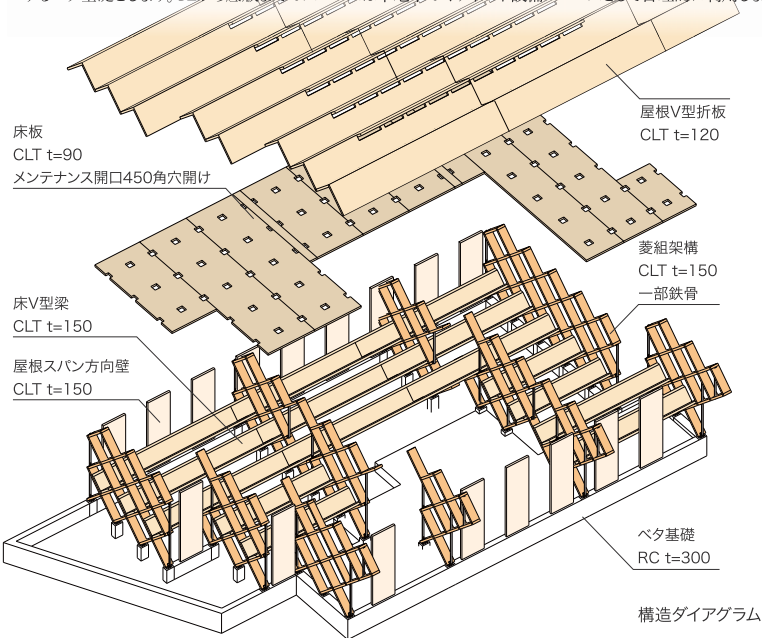 屋根V型折板
CLT t=120
床板
CLT t=90
メンテナンス開口450角穴開け
菱組架構
CLT t=150
一部鉄骨
床V型梁
CLT t=150
屋根スパン方向壁
CLT t=150
ベタ基礎
RC t=300
構造ダイアグラム